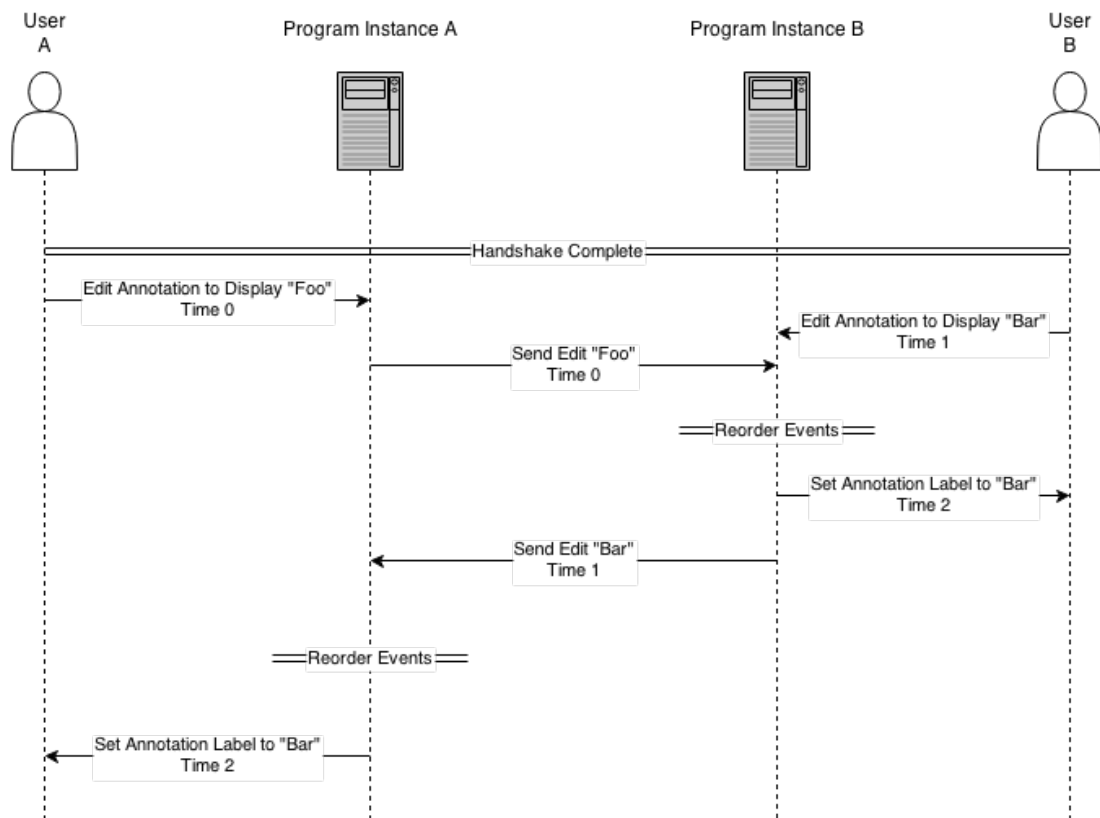 User
A
Program Instance A
Program Instance B
User
B
Handshake Complete
Edit Annotation to Display "Foo"
Time 0
Edit Annotation to Display "Bar"
Time 1
Send Edit "Foo"
Time 0
Reorder Events
Set Annotation Label to "Bar"
Time 2
Send Edit "Bar"
Time 1
Reorder Events
Set Annotation Label to "Bar"
Time 2